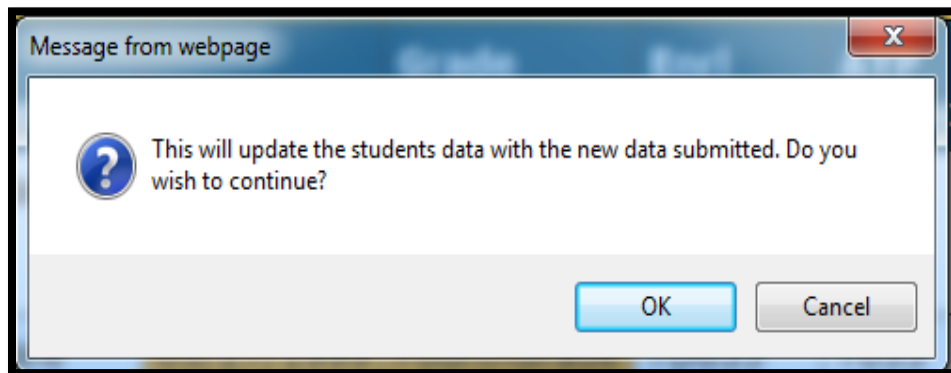 Message from webpage
This will update the students data with the new data submitted. Do you
wish to continue?
OK
Cancel